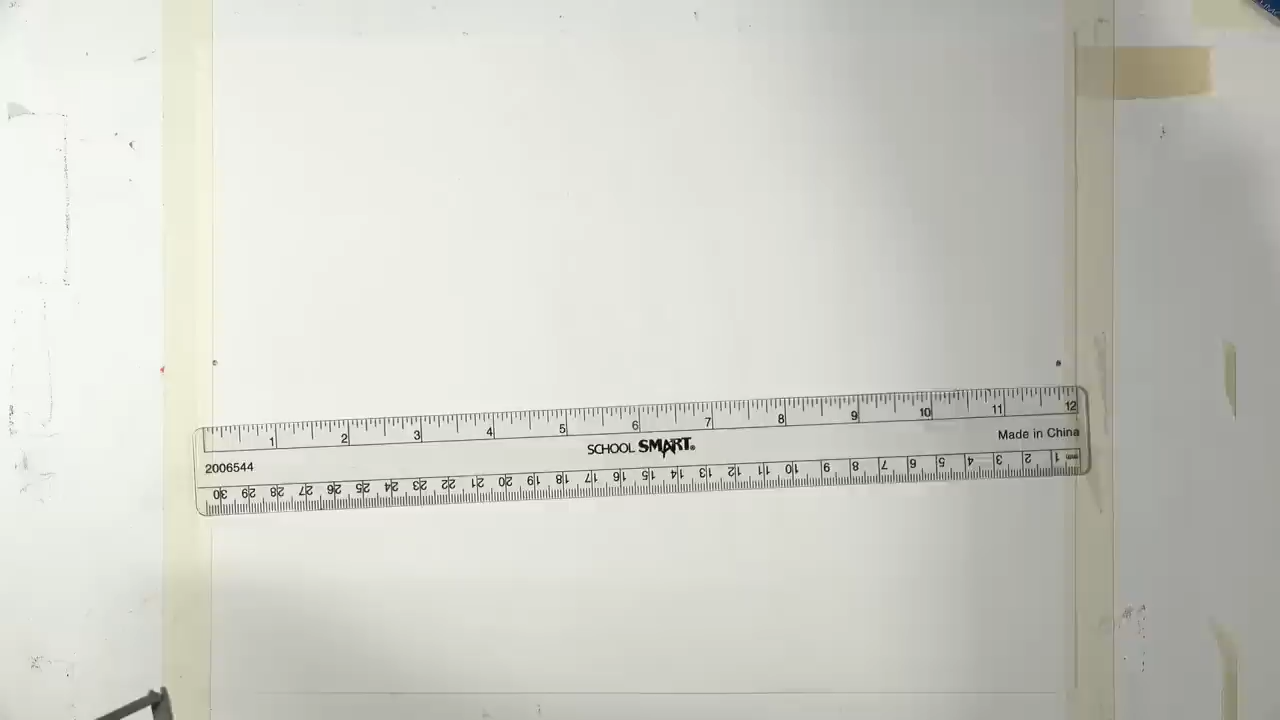 1 2 3 4 5 6 7 8 9 10 11 12
SCHOOL SMART®
Made in China
2006544
30 29 28 27 26 25 24 23 22 21 20 19 18 17 16 15 14 13 12 11 10 9 8 7 6 5 4 3 2 1 mm